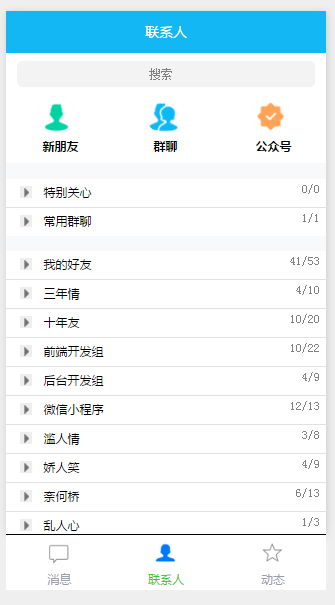 联系人
搜索
新朋友 群聊 公众号
特别关心 0/0
常用群聊 1/1
我的好友 41/53
三年情 4/10
十年友 10/20
前端开发组 10/22
后台开发组 4/9
微信小程序 12/13
滥人情 3/8
娇人笑 4/9
奈何桥 6/13
乱人心 1/3
消息 联系人 动态